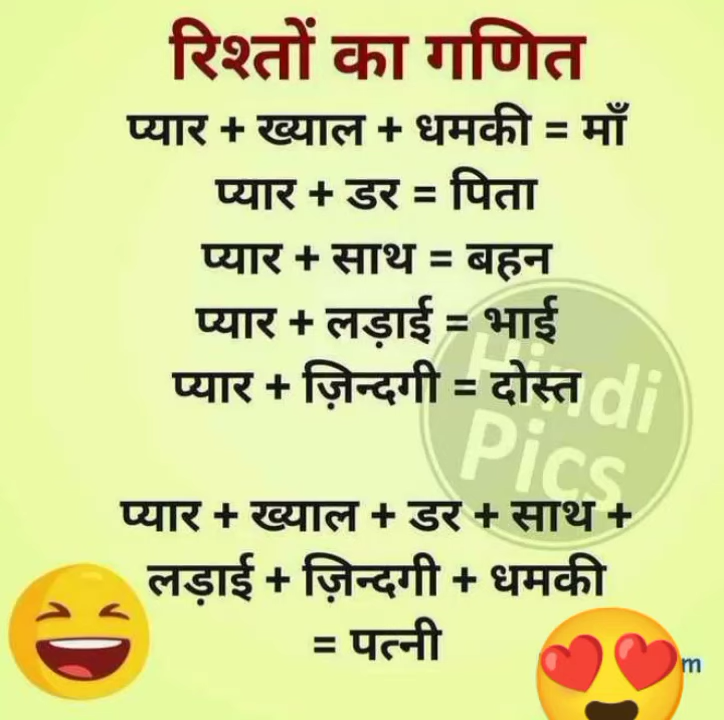 रिश्तों का गणित
प्यार + ख्याल + धमकी = माँ
प्यार + डर = पिता
प्यार + साथ = बहन
प्यार + लड़ाई = भाई
प्यार + ज़िन्दगी = दोस्त
Hindi
Pics
प्यार + ख्याल + डर + साथ +
लड़ाई + ज़िन्दगी + धमकी
= पत्नी
m